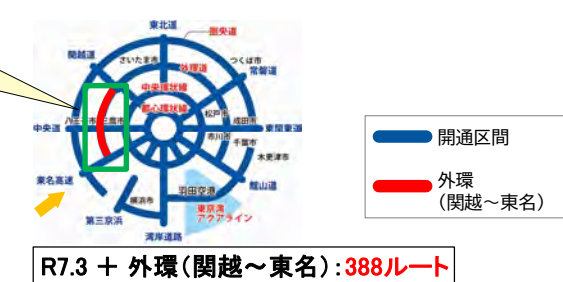 東北道
圏央道
関越道
さいたま市
外環道
つくば市
常磐道
中央環状線
都心環状線
松戸市
成田市
中央道
八王子市
三鷹市
東関東道
市川市
千葉市
木更津市
東名高速
横浜市
羽田空港
館山道
第三京浜
東京湾
アクアライン
湾岸道路
開通区間
外環
(関越~東名)
R7.3 + 外環(関越~東名):388ルート